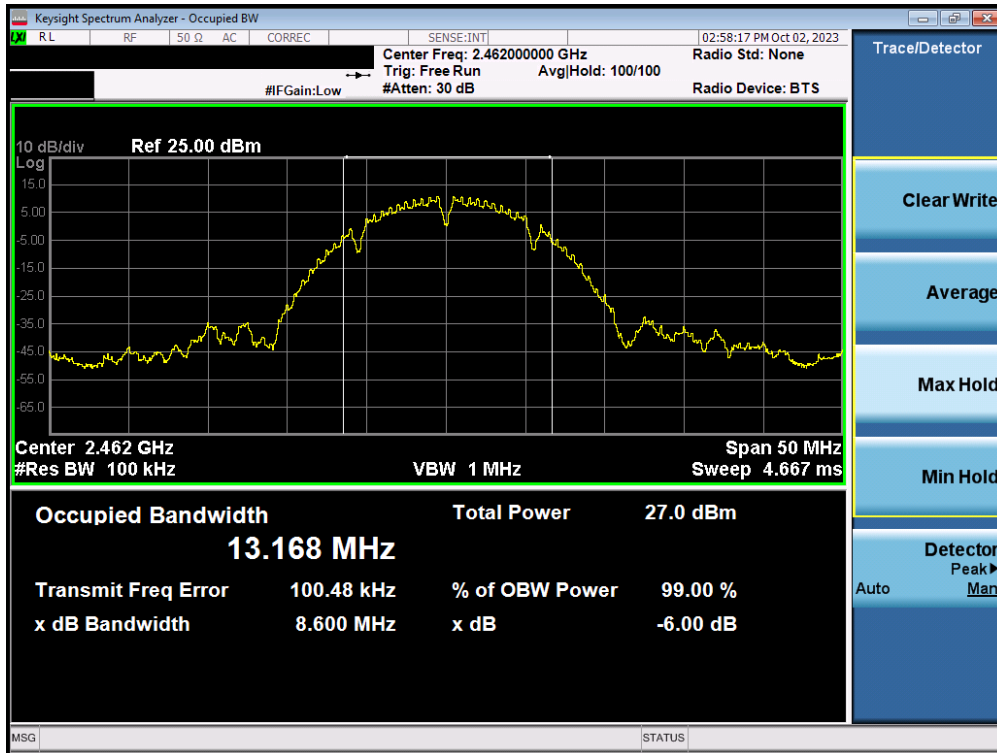 Keysight Spectrum Analyzer - Occupied BW
LXI RL RF 50 Ω AC CORREC SENSE:INT 02:58:17 PM Oct 02, 2023
Center Freq: 2.462000000 GHz Radio Std: None
Trig: Free Run Avg|Hold: 100/100
#IFGain:Low #Atten: 30 dB Radio Device: BTS
Trace/Detector
10 dB/div Ref 25.00 dBm
Log
15.0
5.00
-5.00
-15.0
-25.0
-35.0
-45.0
-55.0
-65.0
Center 2.462 GHz Span 50 MHz
#Res BW 100 kHz VBW 1 MHz Sweep 4.667 ms
Occupied Bandwidth Total Power 27.0 dBm
13.168 MHz
Transmit Freq Error 100.48 kHz % of OBW Power 99.00 %
x dB Bandwidth 8.600 MHz x dB -6.00 dB
Clear Write
Average
Max Hold
Min Hold
Detector
Peak▶
Auto Man
MSG STATUS